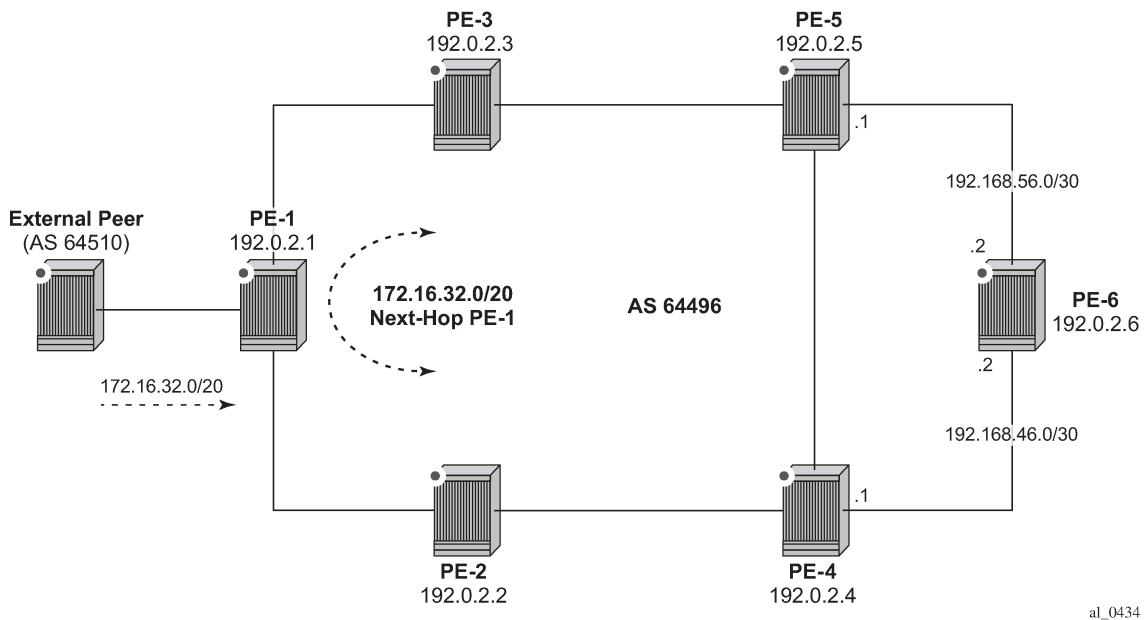 PE-3
192.0.2.3
PE-5
192.0.2.5
.1
192.168.56.0/30
External Peer
(AS 64510)
PE-1
192.0.2.1
.2
172.16.32.0/20
Next-Hop PE-1
AS 64496
PE-6
192.0.2.6
.2
172.16.32.0/20
192.168.46.0/30
.1
PE-2
192.0.2.2
PE-4
192.0.2.4
al_0434